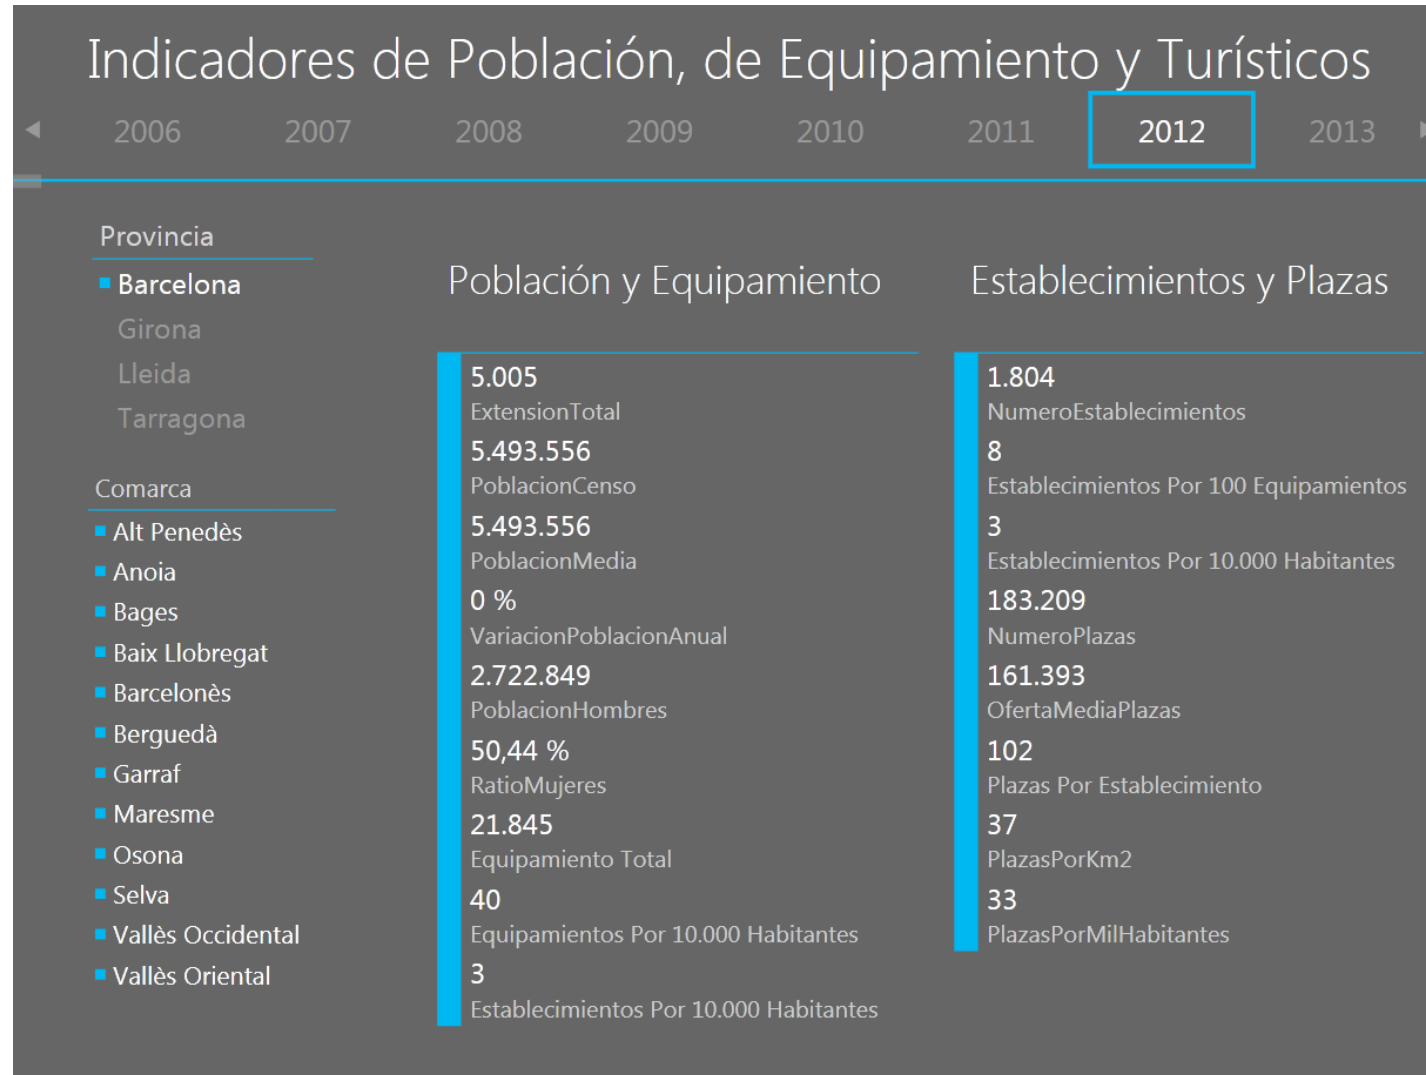 Indicadores de Población, de Equipamiento y Turísticos
2006 2007 2008 2009 2010 2011 2012 2013
Provincia
Barcelona
Girona
Lleida
Tarragona
Comarca
Alt Penedès
Anoia
Bages
Baix Llobregat
Barcelonès
Berguedà
Garraf
Maresme
Osona
Selva
Vallès Occidental
Vallès Oriental
Población y Equipamiento
5.005
ExtensionTotal
5.493.556
PoblacionCenso
5.493.556
PoblacionMedia
0 %
VariacionPoblacionAnual
2.722.849
PoblacionHombres
50,44 %
RatioMujeres
21.845
Equipamiento Total
40
Equipamientos Por 10.000 Habitantes
3
Establecimientos Por 10.000 Habitantes
Establecimientos y Plazas
1.804
NumeroEstablecimientos
8
Establecimientos Por 100 Equipamientos
3
Establecimientos Por 10.000 Habitantes
183.209
NumeroPlazas
161.393
OfertaMediaPlazas
102
Plazas Por Establecimiento
37
PlazasPorKm2
33
PlazasPorMilHabitantes